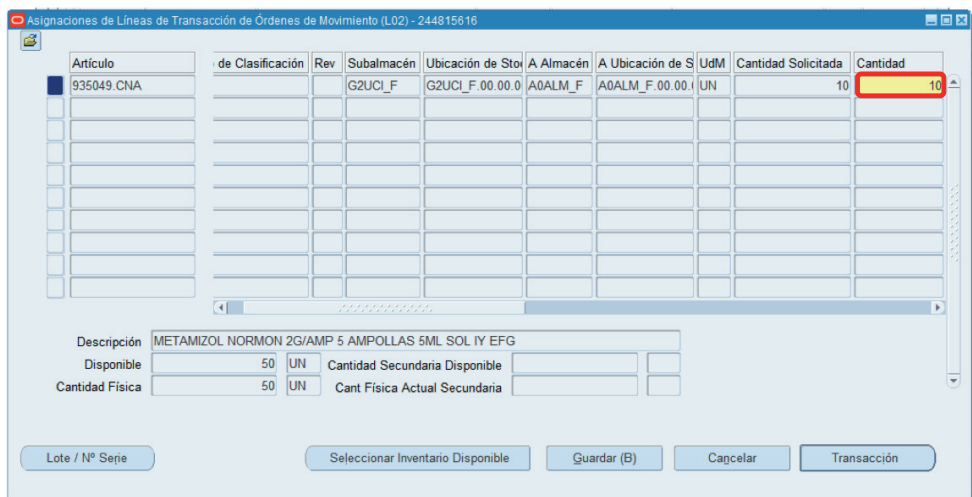 Asignaciones de Líneas de Transacción de Órdenes de Movimiento (L02) - 244815616
Artículo de Clasificación Rev Subalmacén Ubicación de Sto A Almacén A Ubicación de S UdM Cantidad Solicitada Cantidad
935049.CNA G2UCI_F G2UCI_F.00.00.0 A0ALM_F A0ALM_F.00.00. UN 10 10
Descripción METAMIZOL NORMON 2G/AMP 5 AMPOLLAS 5ML SOL IY EFG
Disponible 50 UN Cantidad Secundaria Disponible
Cantidad Física 50 UN Cant Física Actual Secundaria
Lote / Nº Serie Seleccionar Inventario Disponible Guardar (B) Cancelar Transacción